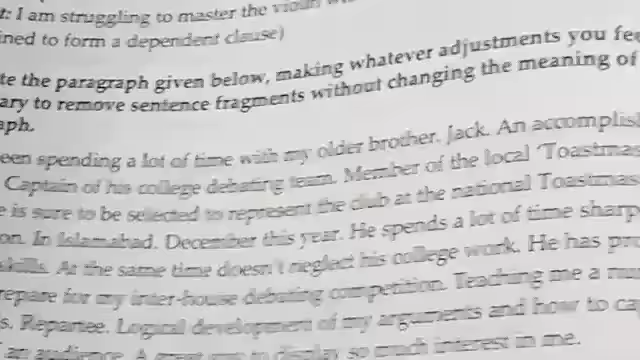 t: I am struggling to master the violin
ined to form a dependent clause)
te the paragraph given below, making whatever adjustments you fee
ary to remove sentence fragments without changing the meaning of
aph.
een spending a lot of time with my older brother. Jack. An accomplis
Captain of his college debating team. Member of the local 'Toastmas
e is sure to be selected to represent the club at the national Toastmas
on. In Islamabad. December this year. He spends a lot of time sharp
skills. At the same time doesn't neglect his college work. He has pr
repare for my inter-house debating competition. Teaching me a nu
s. Repartee. Logical development of my arguments and how to ca
an audience. A great guy to display so much interest in me.